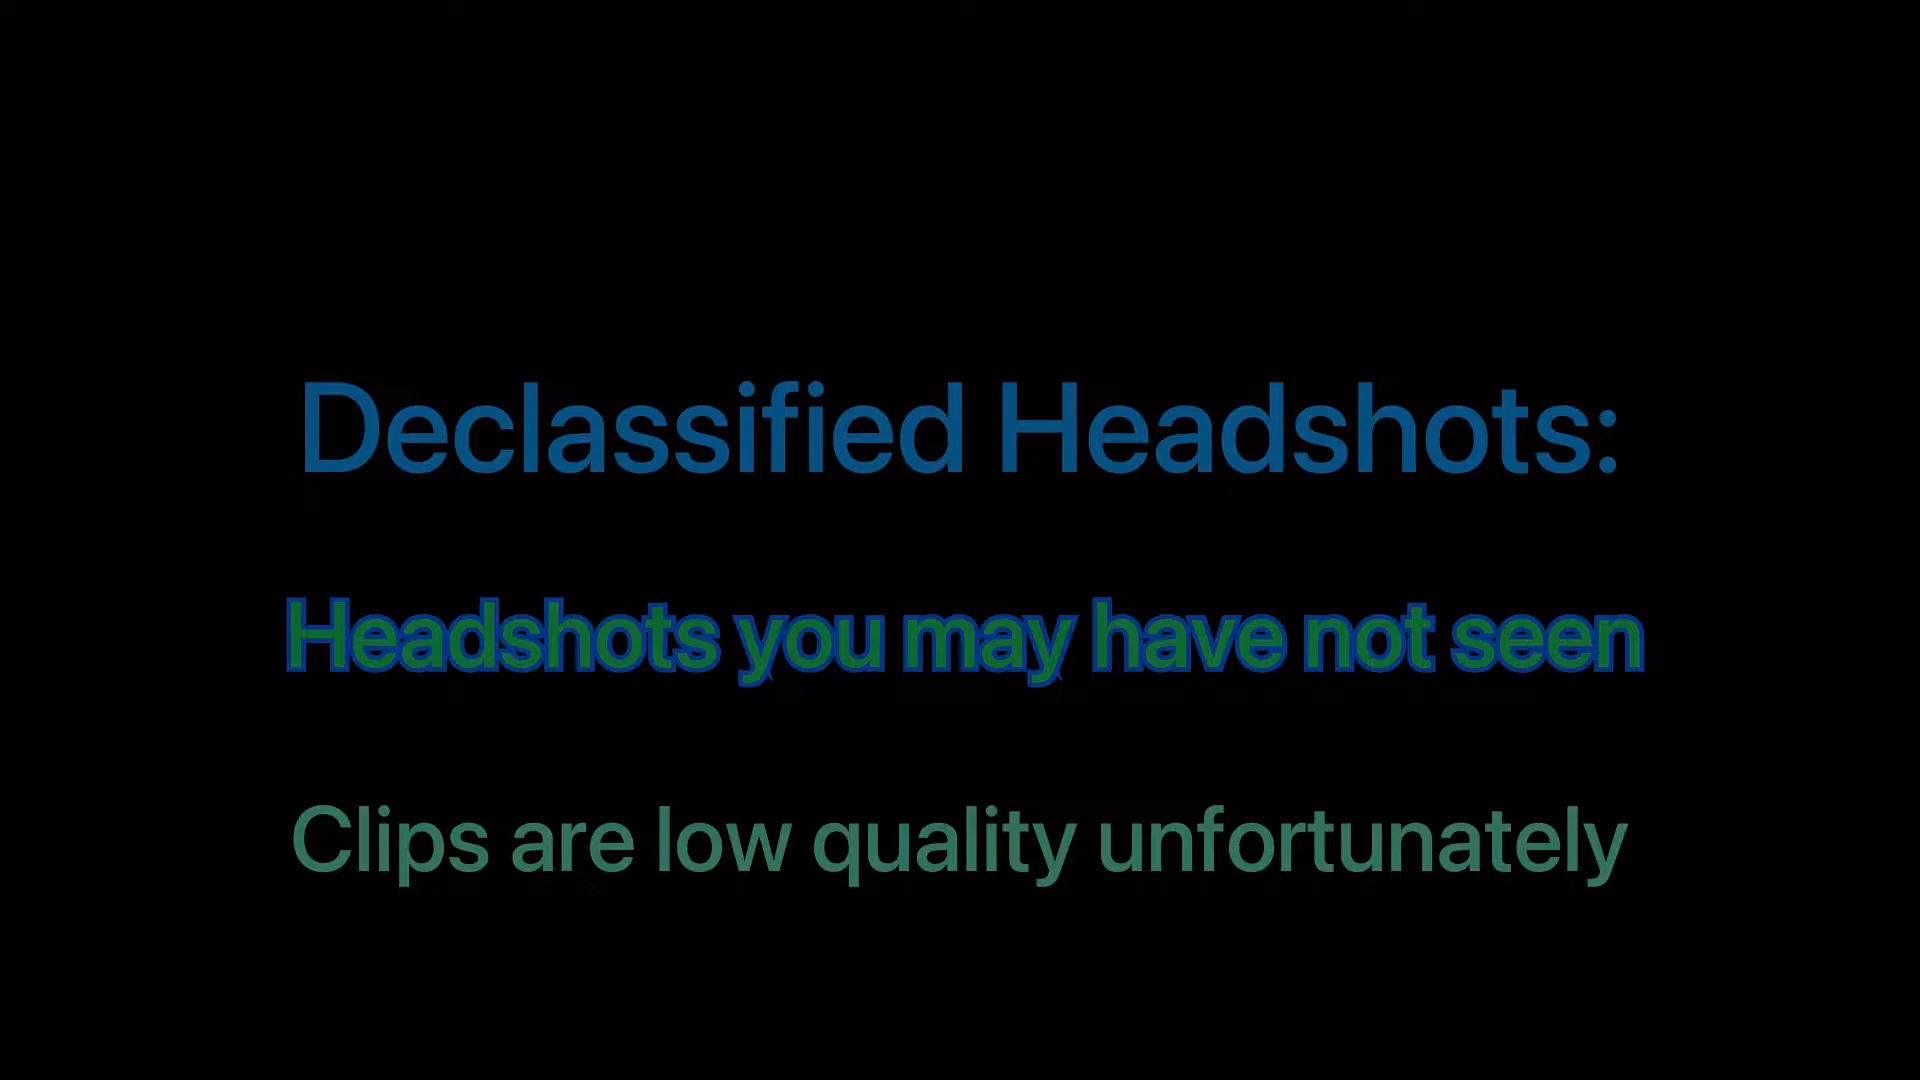 Declassified Headshots:
Headshots you may have not seen
Clips are low quality unfortunately